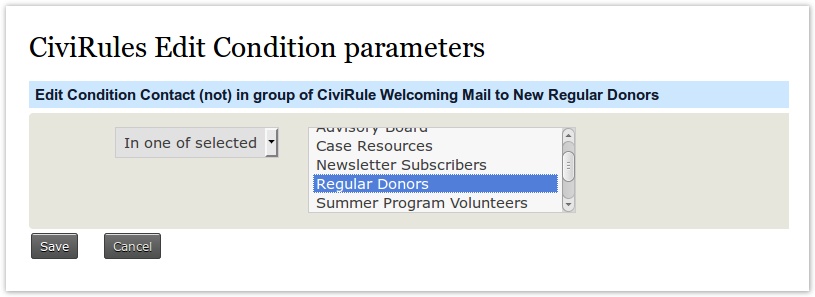 CiviRules Edit Condition parameters
Edit Condition Contact (not) in group of CiviRule Welcoming Mail to New Regular Donors
In one of selected
Advisory Board
Case Resources
Newsletter Subscribers
Regular Donors
Summer Program Volunteers
Save Cancel